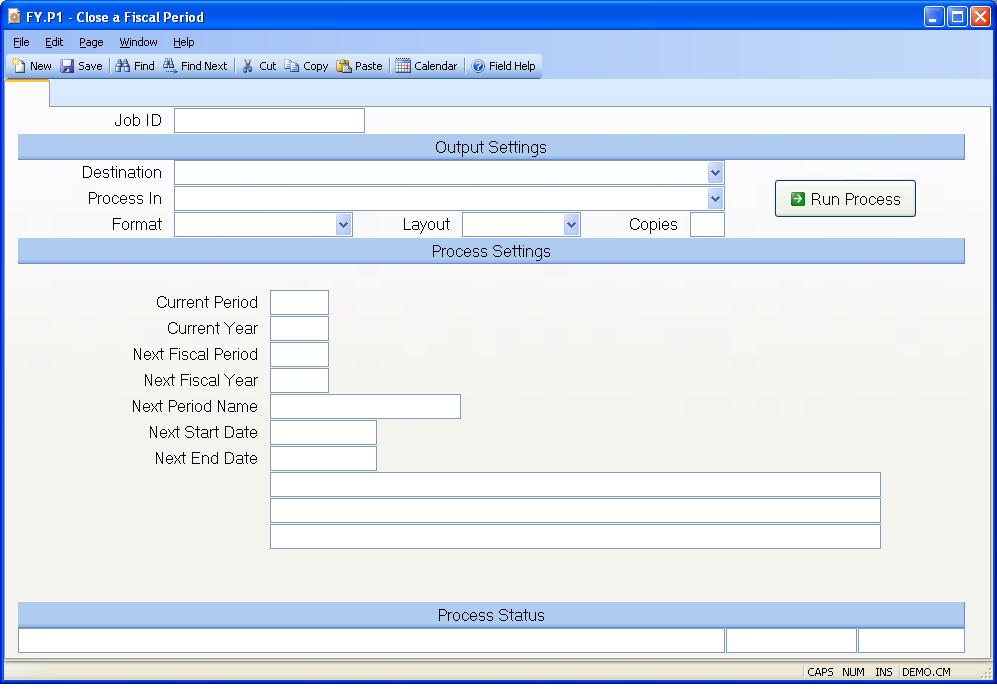 FY.P1 - Close a Fiscal Period
File Edit Page Window Help
New Save Find Find Next Cut Copy Paste Calendar Field Help
Job ID
Output Settings
Destination
Process In
Run Process
Format Layout Copies
Process Settings
Current Period
Current Year
Next Fiscal Period
Next Fiscal Year
Next Period Name
Next Start Date
Next End Date
Process Status
CAPS NUM INS DEMO.CM